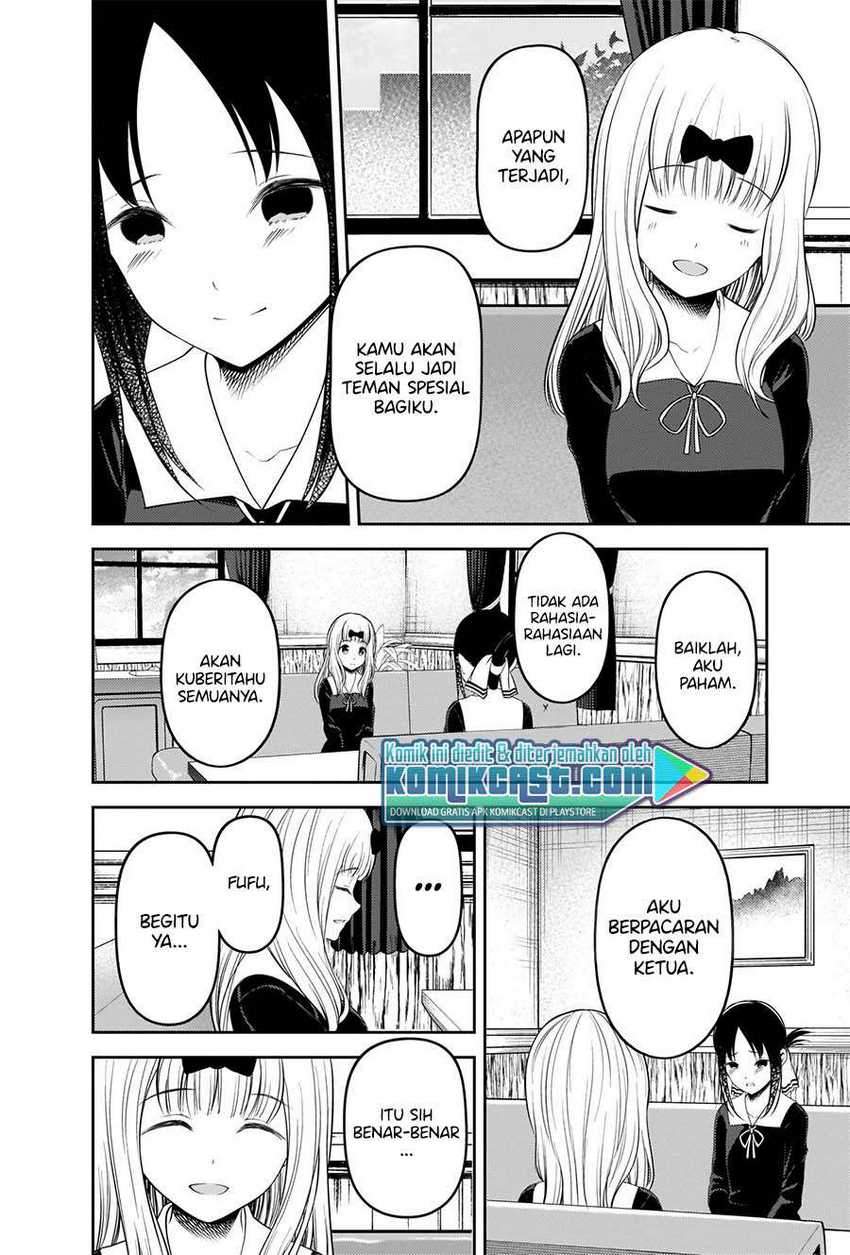 APAPUN
YANG
TERJADI,
KAMU AKAN
SELALU JADI
TEMAN SPESIAL
BAGIKU.
BAIKLAH,
AKU
PAHAM.
TIDAK ADA
RAHASIA-
RAHASIAAN
LAGI.
AKAN
KUBERITAHU
SEMUANYA.
Komik ini diedit & diterjemahkan oleh
KOMIKCAST.COM
DOWNLOAD GRATIS APK KOMIKCAST DI PLAYSTORE
AKU
BERPACARAN
DENGAN
KETUA.
...
FUFU,
BEGITU
YA...
ITU SIH
BENAR-BENAR
...